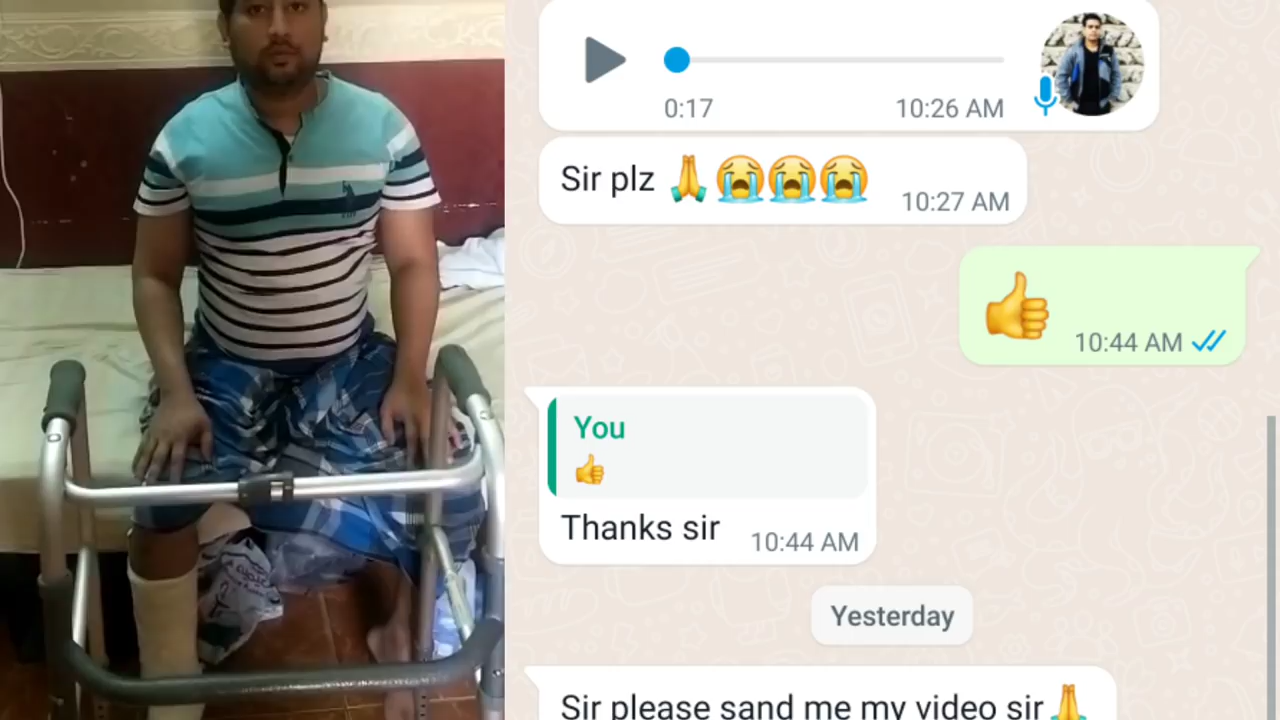 0:17 10:26 AM
Sir plz 🙏😭😭😭 10:27 AM
👍 10:44 AM
You
👍
Thanks sir 10:44 AM
Yesterday
Sir please sand me my video sir 🙏